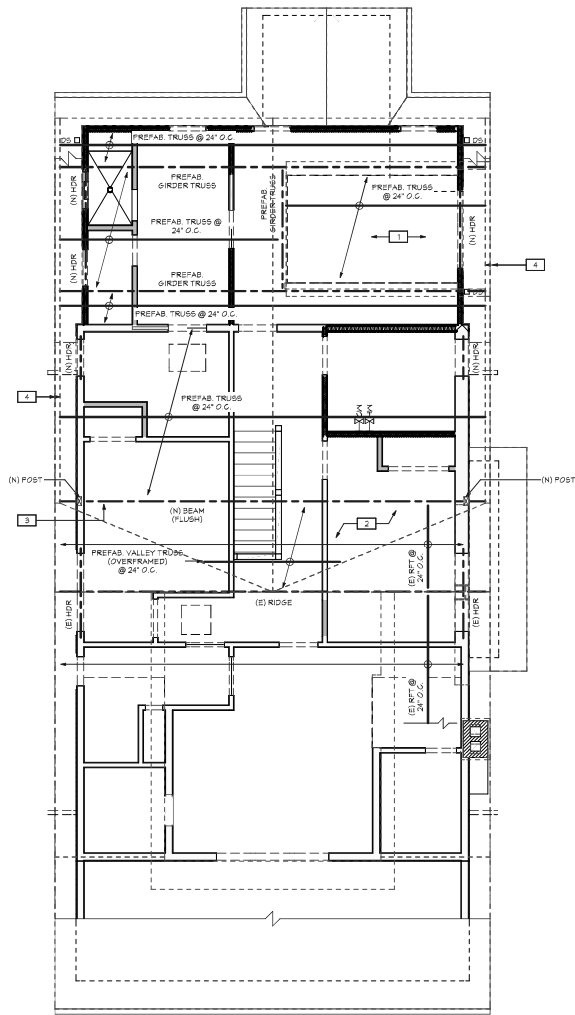 DS
PREFAB. TRUSS @ 24" O.C.
DS
PREFAB.
GIRDER TRUSS
(N) HDR
PREFAB.
GIRDER TRUSS
PREFAB. TRUSS
@ 24" O.C.
PREFAB. TRUSS @
24" O.C.
1
(N) HDR
(N) HDR
4
PREFAB.
GIRDER TRUSS
DS
PREFAB. TRUSS @ 24" O.C.
(N) HDR
(N) HDR
4
PREFAB. TRUSS
@ 24" O.C.
(N) POST
(N) POST
(N) BEAM
(FLUSH)
3
2
PREFAB. VALLEY TRUSS
(OVERFRAMED)
@ 24" O.C.
(E) RFT @
24" O.C.
(E) RIDGE
(E) HDR
(E) HDR
(E) RFT @
24" O.C.